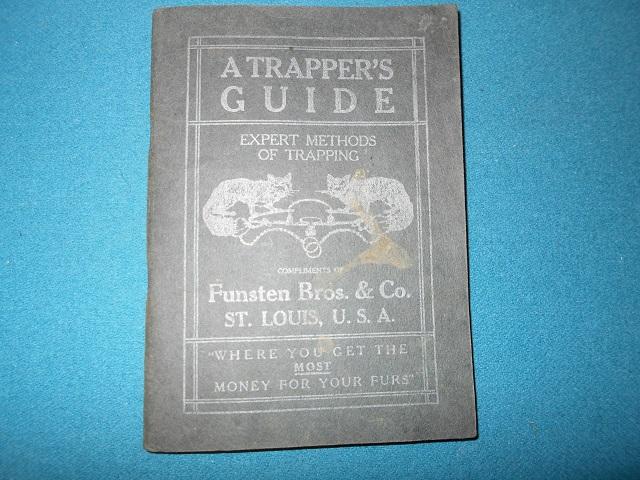 A TRAPPER'S
GUIDE
EXPERT METHODS
OF TRAPPING
COMPLIMENTS OF
Funsten Bros. & Co.
ST. LOUIS, U. S. A.
"WHERE YOU GET THE
MOST
MONEY FOR YOUR FURS"